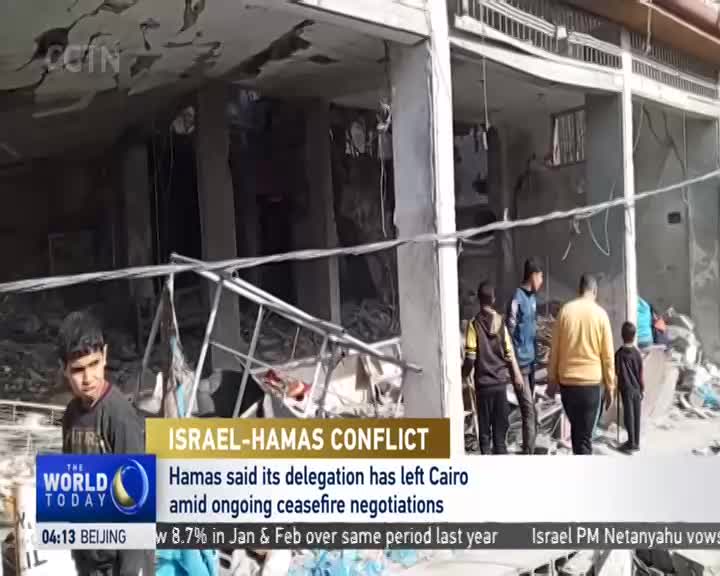 CGTN
ISRAEL-HAMAS CONFLICT
Hamas said its delegation has left Cairo
amid ongoing ceasefire negotiations
THE
WORLD
TODAY
04:13 BEIJING
8.7% in Jan & Feb over same period last year
Israel PM Netanyahu vows